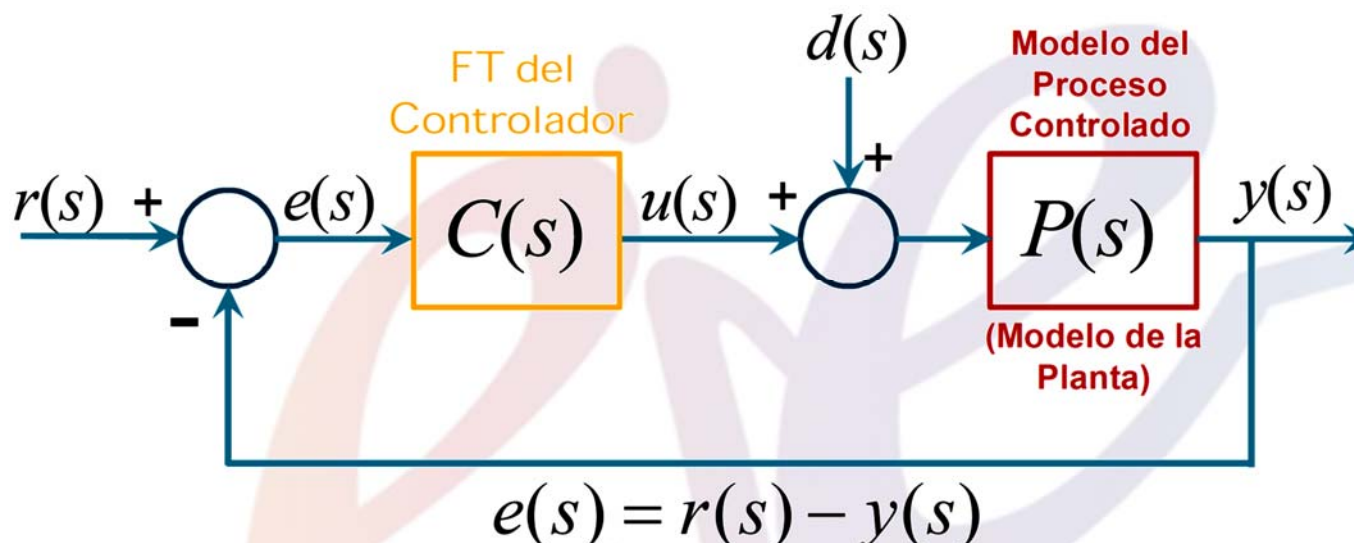 FT del
Controlador
d(s)
Modelo del
Proceso
Controlado
r(s) + e(s) C(s) u(s) + + P(s) y(s)
-
(Modelo de la
Planta)
e(s) = r(s) − y(s)